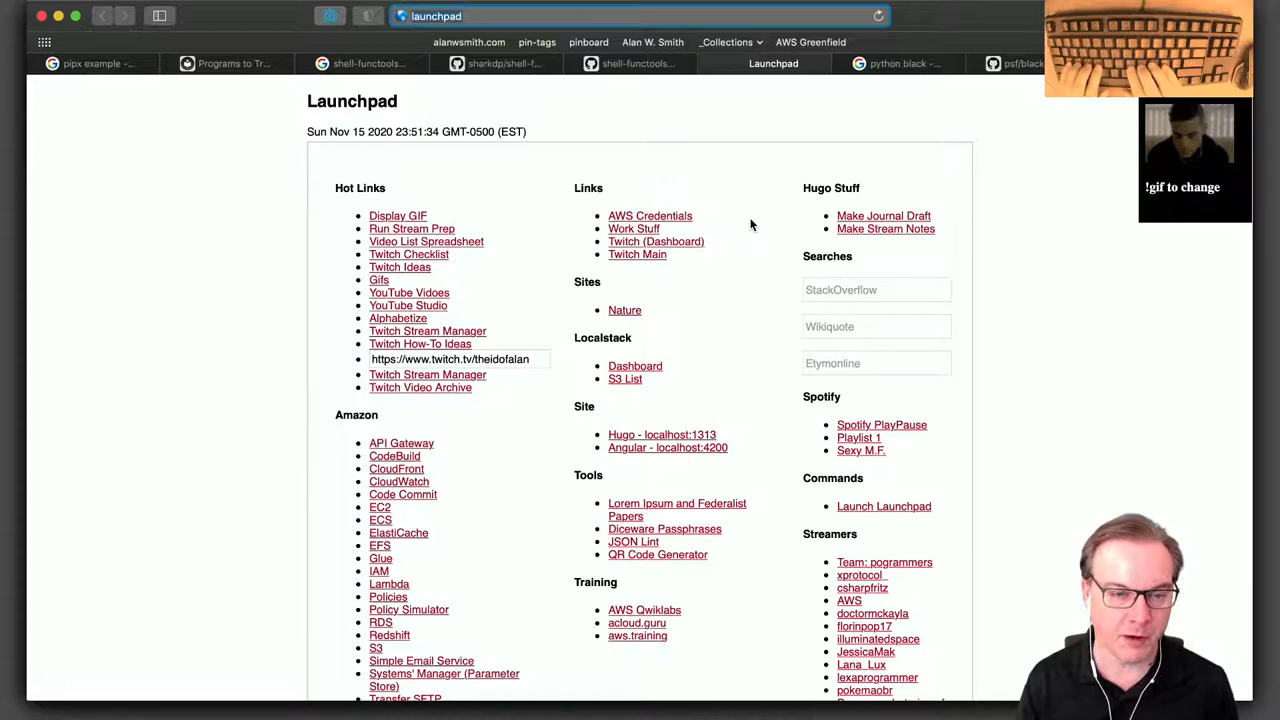 launchpad
alanwsmith.com pin-tags pinboard Alan W. Smith _Collections AWS Greenfield
pipx example -... Programs to Tr... shell-functools... sharkdp/shell-f... shell-functools... Launchpad python black -... psf/black
Launchpad
Sun Nov 15 2020 23:51:34 GMT-0500 (EST)
Hot Links
Display GIF
Run Stream Prep
Video List Spreadsheet
Twitch Checklist
Twitch Ideas
Gifs
YouTube Vidoes
YouTube Studio
Alphabetize
Twitch Stream Manager
Twitch How-To Ideas
https://www.twitch.tv/theidofalan
Twitch Stream Manager
Twitch Video Archive
Amazon
API Gateway
CodeBuild
CloudFront
CloudWatch
Code Commit
EC2
ECS
ElastiCache
EFS
Glue
IAM
Lambda
Policies
Policy Simulator
RDS
Redshift
S3
Simple Email Service
Systems' Manager (Parameter
Store)
Transfer SFTP
Links
AWS Credentials
Work Stuff
Twitch (Dashboard)
Twitch Main
Sites
Nature
Localstack
Dashboard
S3 List
Site
Hugo - localhost:1313
Angular - localhost:4200
Tools
Lorem Ipsum and Federalist
Papers
Diceware Passphrases
JSON Lint
QR Code Generator
Training
AWS Qwiklabs
acloud.guru
aws.training
Hugo Stuff
Make Journal Draft
Make Stream Notes
Searches
StackOverflow
Wikiquote
Etymonline
Spotify
Spotify PlayPause
Playlist 1
Sexy M.F.
Commands
Launch Launchpad
Streamers
Team: pogrammers
xprotocol_
csharpfritz
AWS
doctormckayla
florinpop17
illuminatedspace
JessicaMak
Lana_Lux
lexaprogrammer
pokemaobr
!gif to change